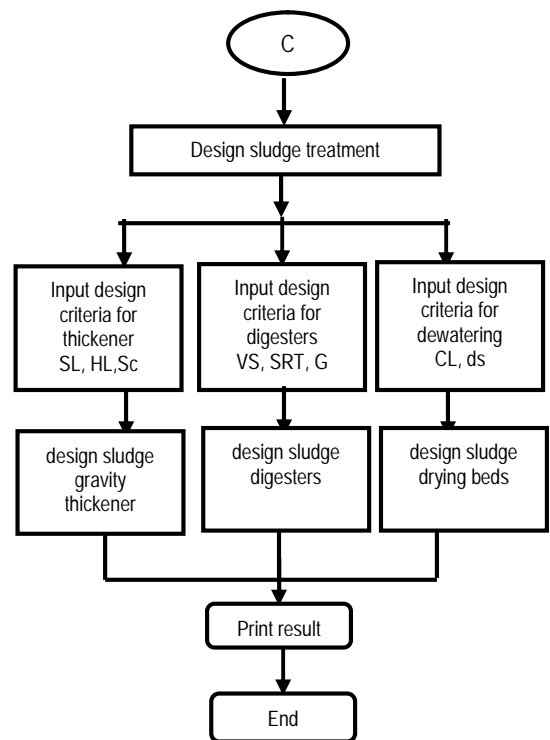 C
Design sludge treatment
Input design
criteria for
thickener
SL, HL,Sc
Input design
criteria for
digesters
VS, SRT, G
Input design
criteria for
dewatering
CL, ds
design sludge
gravity
thickener
design sludge
digesters
design sludge
drying beds
Print result
End